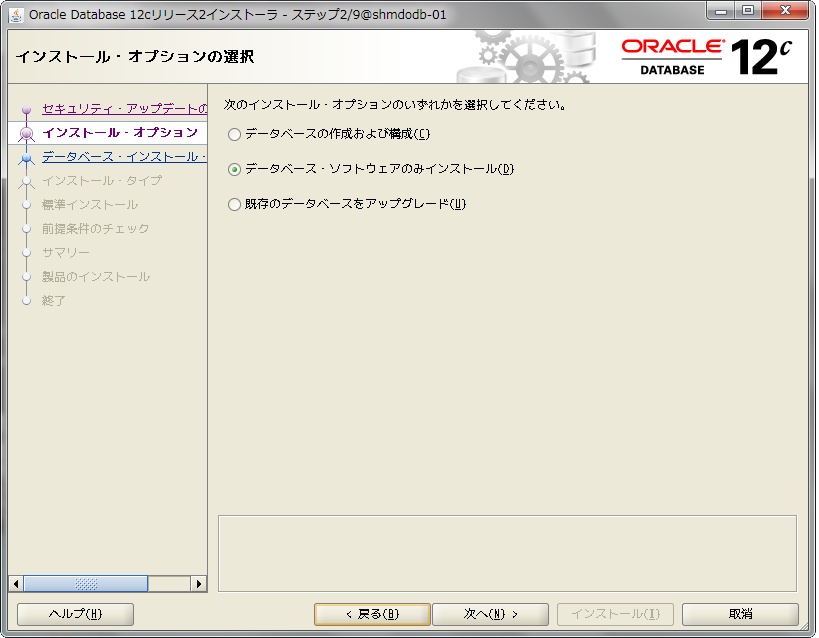 Oracle Database 12cリリース2インストーラ - ステップ2/9@shmdodb-01
インストール・オプションの選択
ORACLE
DATABASE
12c
セキュリティ・アップデートの
インストール・オプション
データベース・インストール・
インストール・タイプ
標準インストール
前提条件のチェック
サマリー
製品のインストール
終了
次のインストール・オプションのいずれかを選択してください。
データベースの作成および構成(C)
データベース・ソフトウェアのみインストール(D)
既存のデータベースをアップグレード(U)
ヘルプ(H)
< 戻る(B)
次へ(N) >
インストール(I)
取消